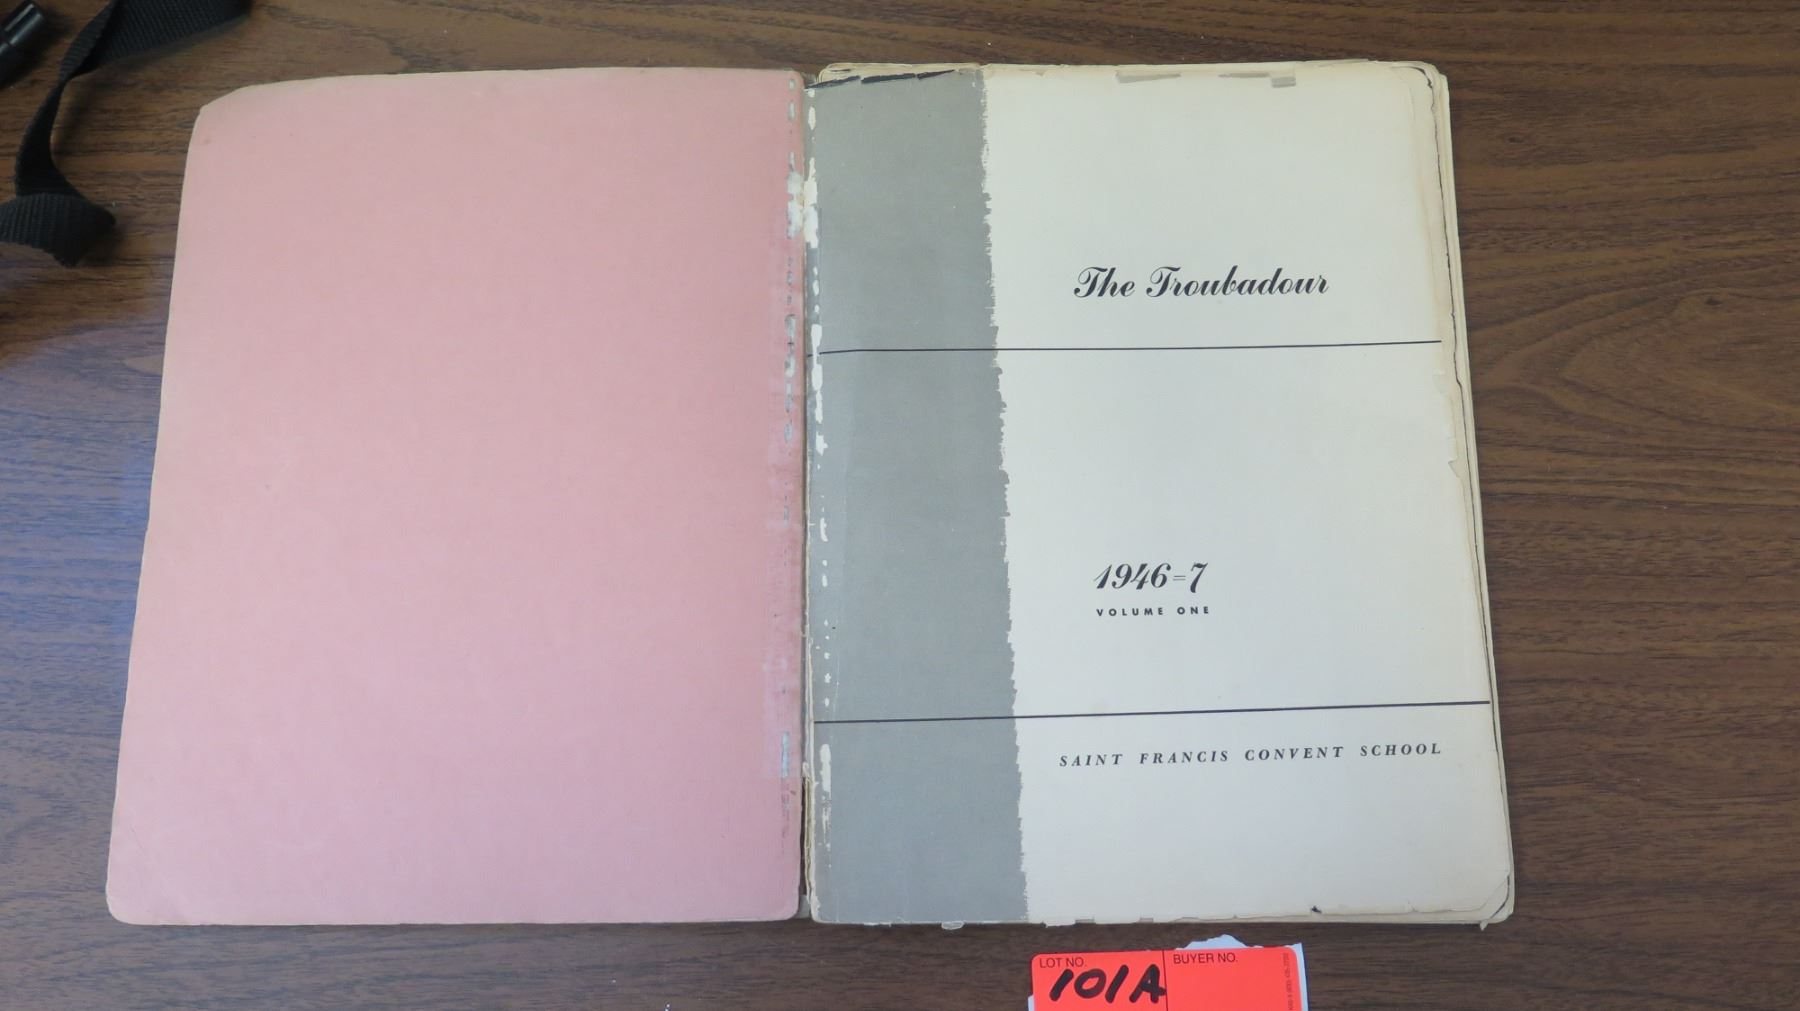 The Troubadour
1946=7
VOLUME ONE
SAINT FRANCIS CONVENT SCHOOL
LOT NO.
101A
BUYER NO.